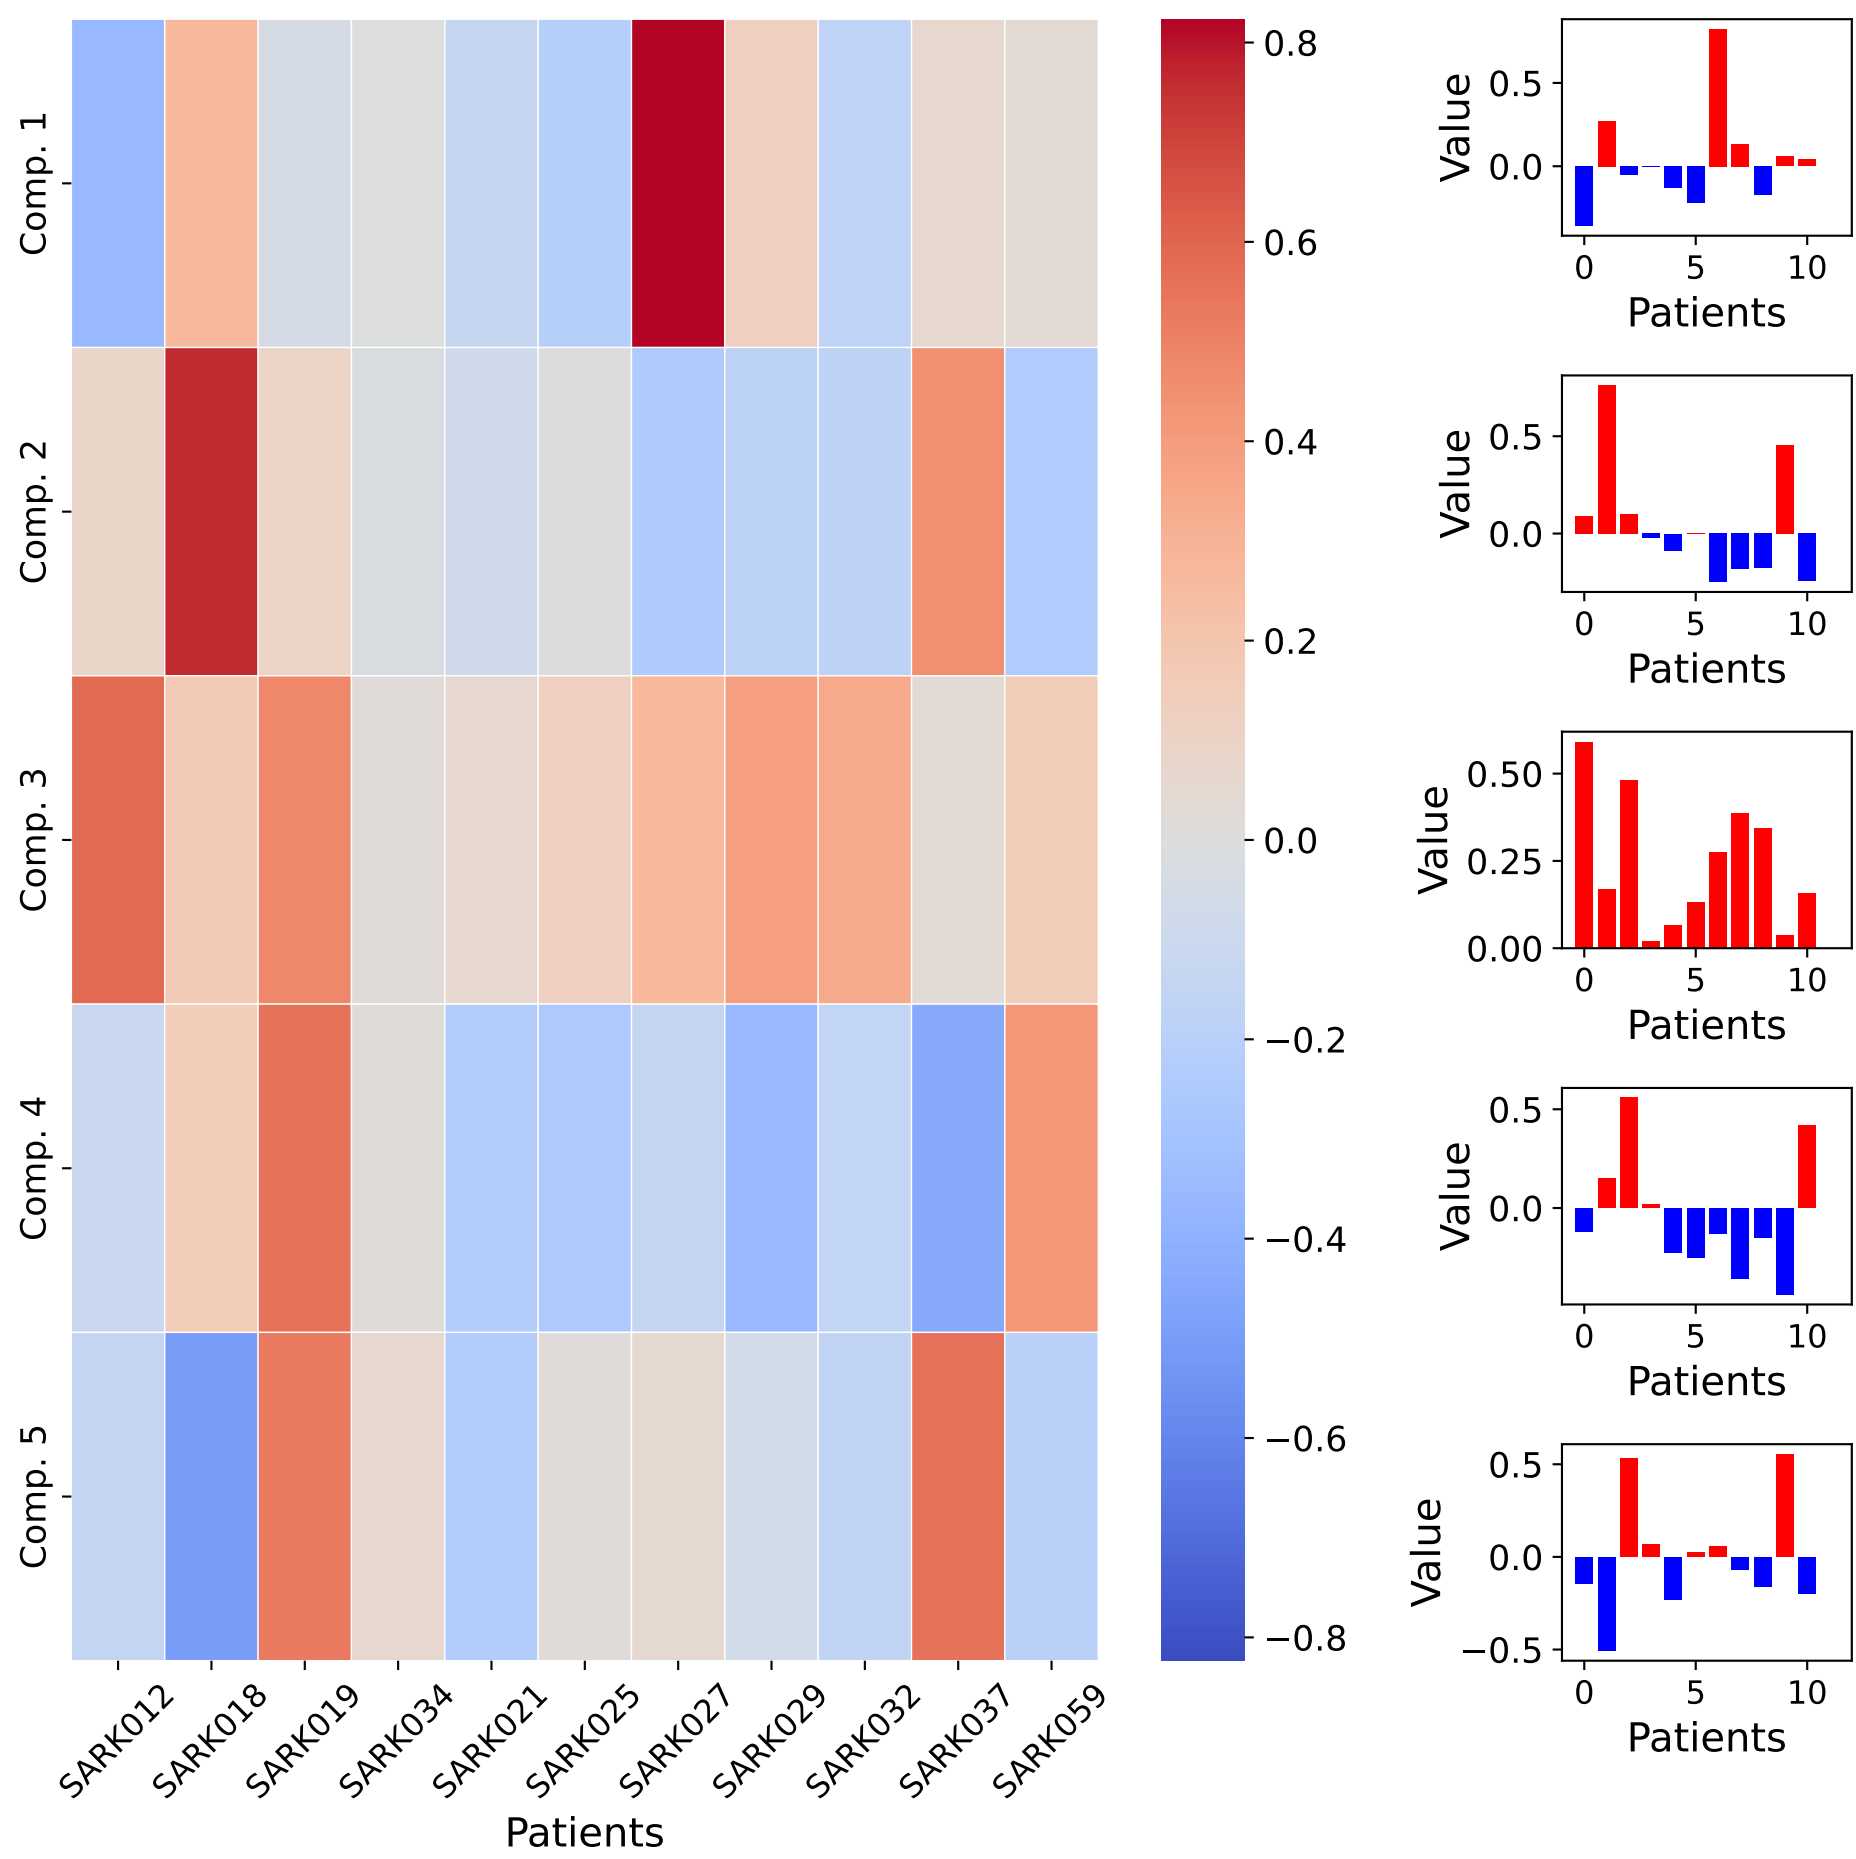 Comp. 1
Comp. 2
Comp. 3
Comp. 4
Comp. 5
SARK012
SARK018
SARK019
SARK034
SARK021
SARK025
SARK027
SARK029
SARK032
SARK037
SARK059
Patients
0.8
0.6
0.4
0.2
0.0
−0.2
−0.4
−0.6
−0.8
Value
0.5
0.0
0 5 10
Patients
Value
0.5
0.0
0 5 10
Patients
Value
0.50
0.25
0.00
0 5 10
Patients
Value
0.5
0.0
0 5 10
Patients
Value
0.5
0.0
−0.5
0 5 10
Patients